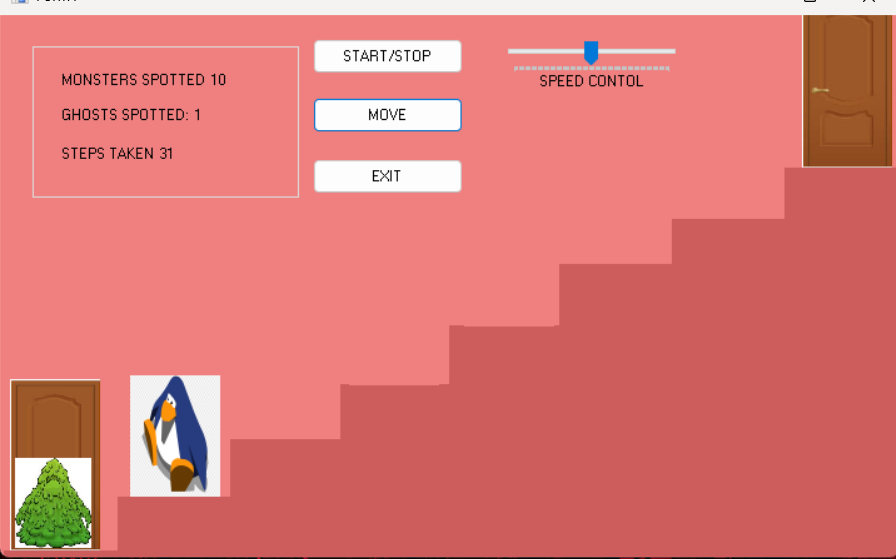 MONSTERS SPOTTED 10
GHOSTS SPOTTED: 1
STEPS TAKEN 31
START/STOP
MOVE
EXIT
SPEED CONTOL